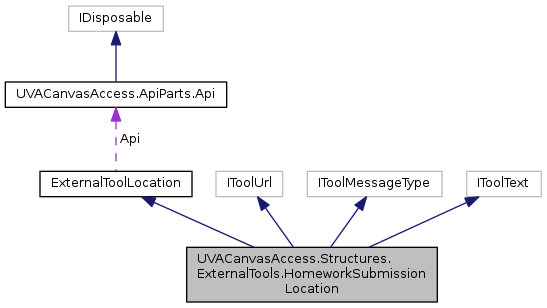 IDisposable
UVACanvasAccess.ApiParts.Api
Api
ExternalToolLocation
IToolUrl
IToolMessageType
IToolText
UVACanvasAccess.Structures.
ExternalTools.HomeworkSubmission
Location